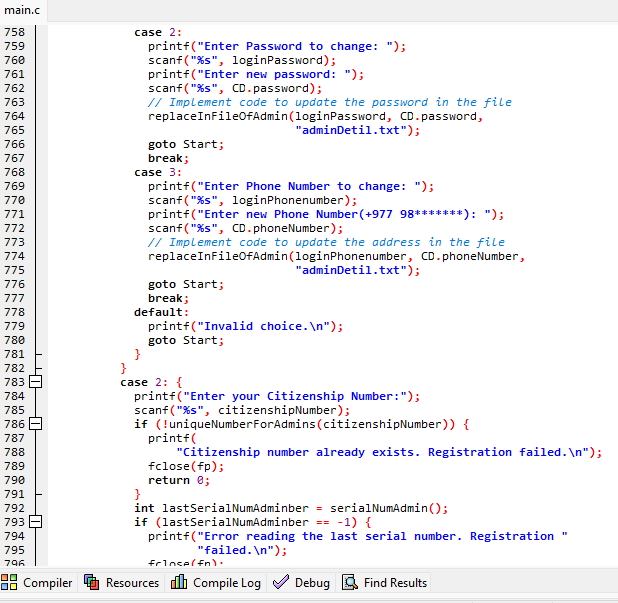 main.c
758 case 2:
759 printf("Enter Password to change: ");
760 scanf("%s", loginPassword);
761 printf("Enter new password: ");
762 scanf("%s", CD.password);
763 // Implement code to update the password in the file
764 replaceInFileOfAdmin(loginPassword, CD.password,
765 "adminDetil.txt");
766 goto Start;
767 break;
768 case 3:
769 printf("Enter Phone Number to change: ");
770 scanf("%s", loginPhonenumber);
771 printf("Enter new Phone Number(+977 98*******): ");
772 scanf("%s", CD.phoneNumber);
773 // Implement code to update the address in the file
774 replaceInFileOfAdmin(loginPhonenumber, CD.phoneNumber,
775 "adminDetil.txt");
776 goto Start;
777 break;
778 default:
779 printf("Invalid choice.\n");
780 goto Start;
781 }
782 }
783 case 2: {
784 printf("Enter your Citizenship Number:");
785 scanf("%s", citizenshipNumber);
786 if (!uniqueNumberForAdmins(citizenshipNumber)) {
787 printf(
788 "Citizenship number already exists. Registration failed.\n");
789 fclose(fp);
790 return 0;
791 }
792 int lastSerialNumAdminber = serialNumAdmin();
793 if (lastSerialNumAdminber == -1) {
794 printf("Error reading the last serial number. Registration "
795 "failed.\n");
796 fclose(fp);
Compiler Resources Compile Log Debug Find Results